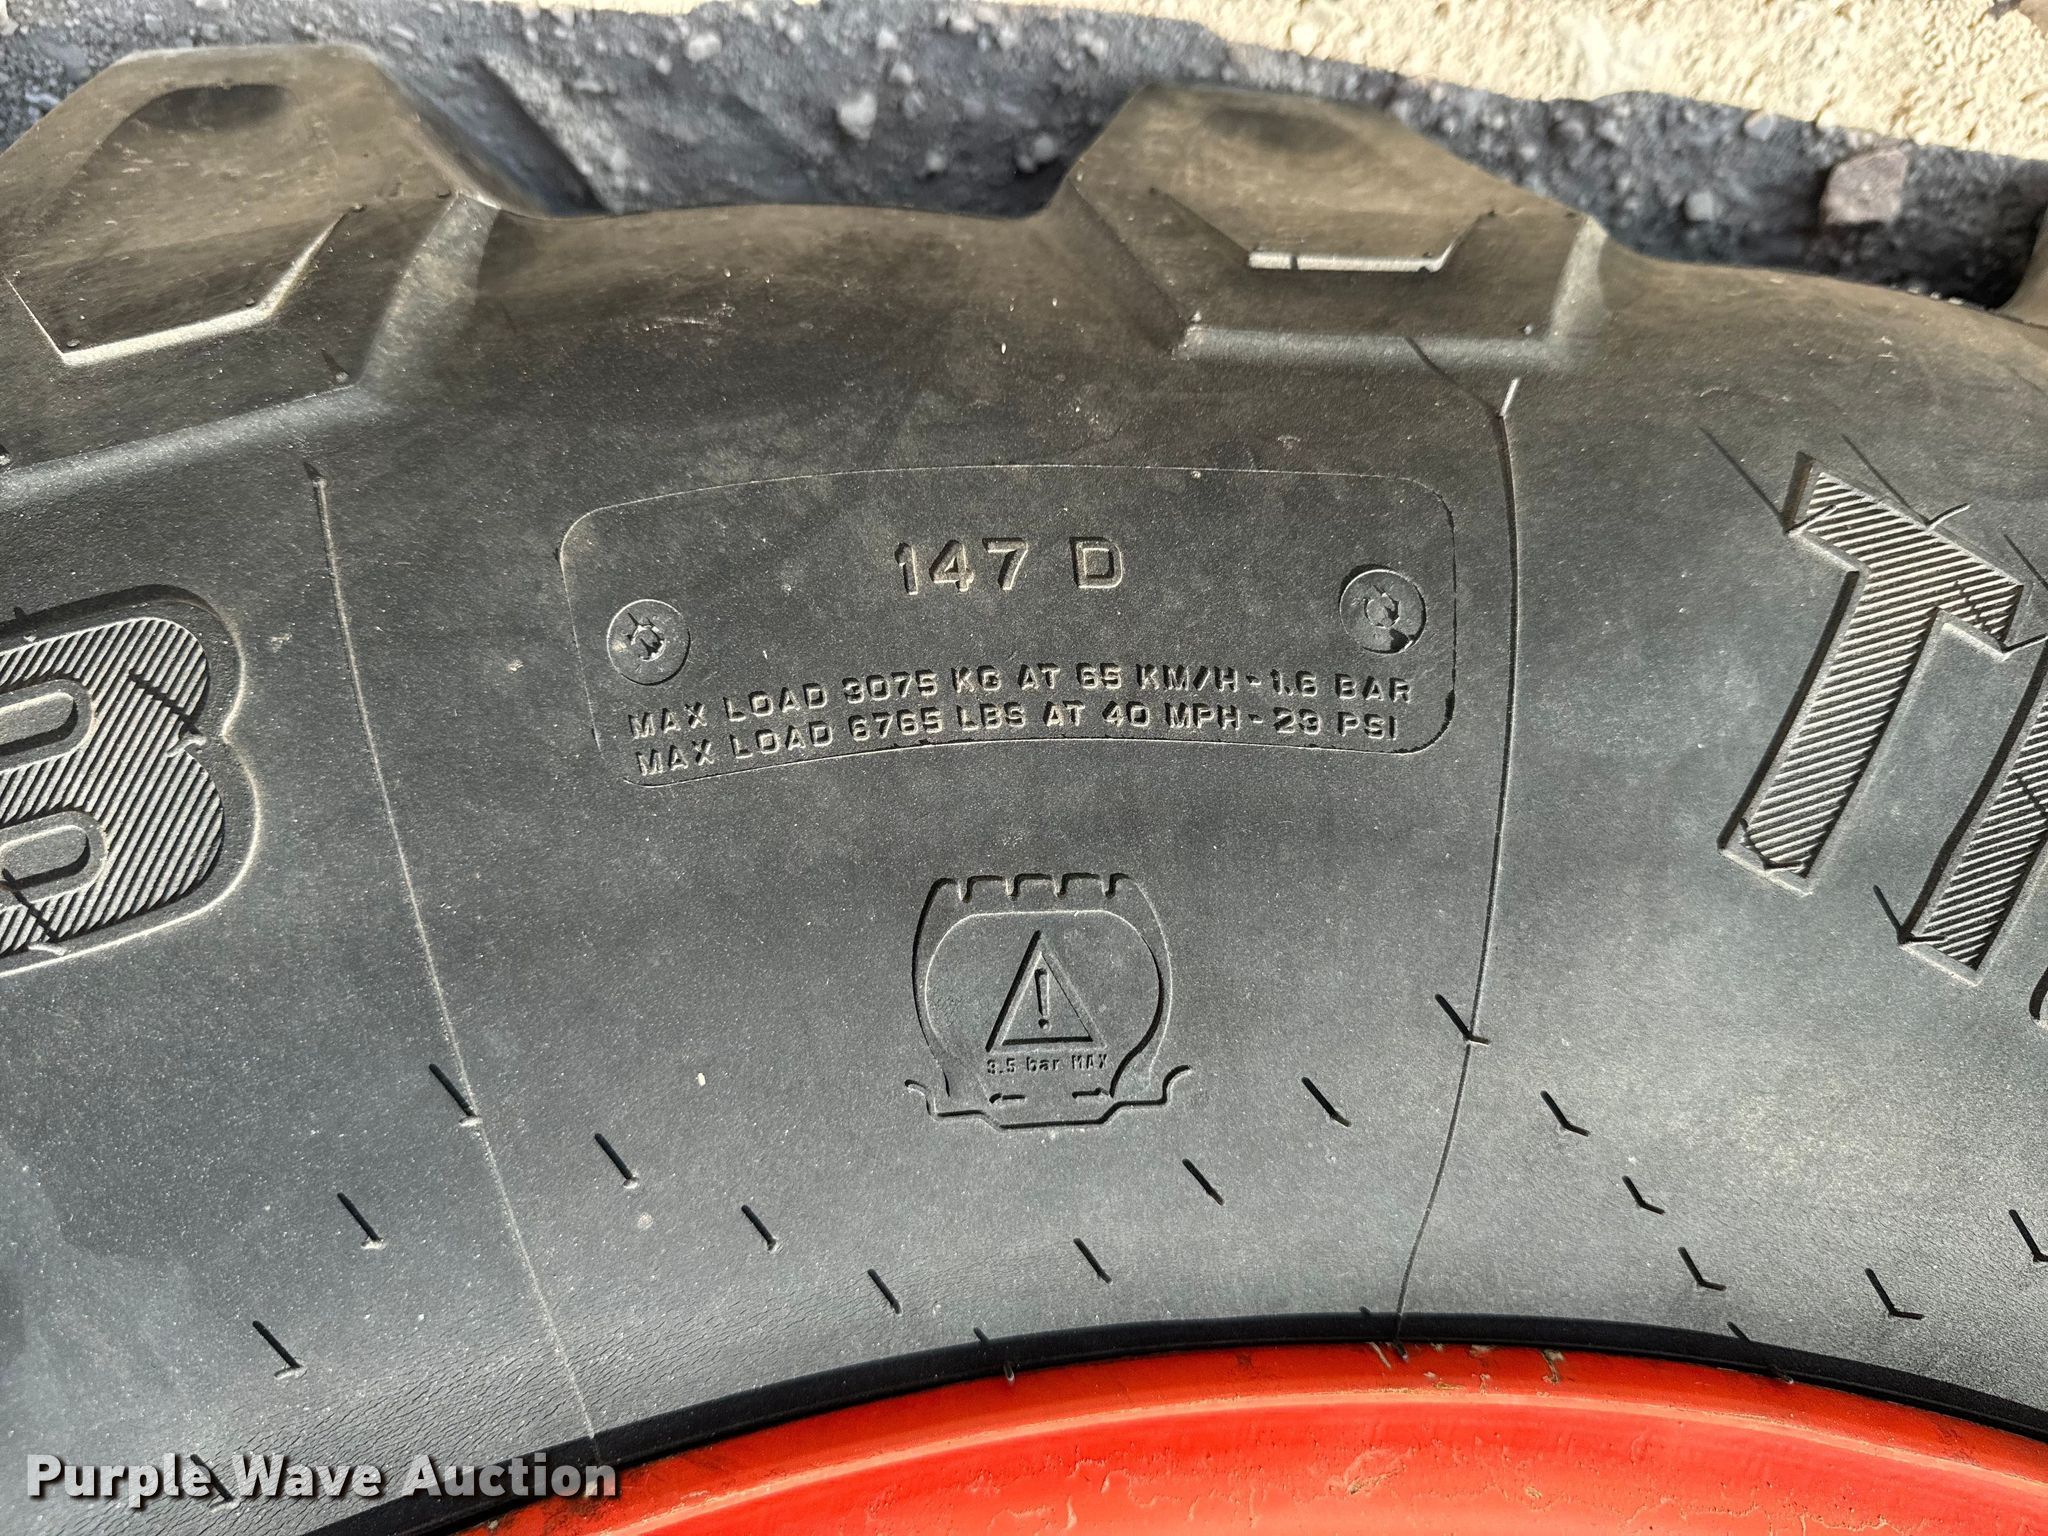 147 D
MAX LOAD 3075 KG AT 65 KM/H - 1.6 BAR
MAX LOAD 6765 LBS AT 40 MPH - 23 PSI
B
T
!
3.5 bar MAX
Purple Wave Auction